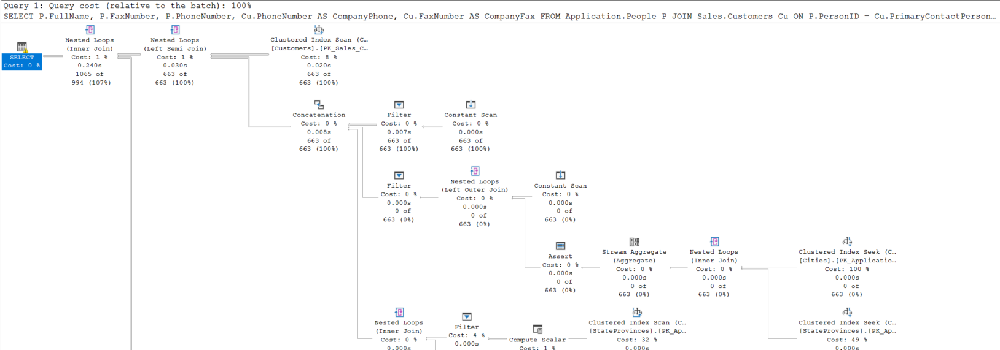 Query 1: Query cost (relative to the batch): 100%
SELECT P.FullName, P.FaxNumber, P.PhoneNumber, Cu.PhoneNumber AS CompanyPhone, Cu.FaxNumber AS CompanyFax FROM Application.People P JOIN Sales.Customers Cu ON P.PersonID = Cu.PrimaryContactPerson...
SELECT
Cost: 0 %
Nested Loops
(Inner Join)
Cost: 1 %
0.240s
1065 of
994 (107%)
Nested Loops
(Left Semi Join)
Cost: 1 %
0.030s
663 of
663 (100%)
Clustered Index Scan (C...
[Customers].[PK_Sales_C...
Cost: 8 %
0.020s
663 of
663 (100%)
Concatenation
Cost: 0 %
0.008s
663 of
663 (100%)
Filter
Cost: 0 %
0.007s
663 of
663 (100%)
Constant Scan
Cost: 0 %
0.000s
663 of
663 (100%)
Filter
Cost: 0 %
0.000s
0 of
663 (0%)
Nested Loops
(Left Outer Join)
Cost: 0 %
0.000s
0 of
663 (0%)
Constant Scan
Cost: 0 %
0.000s
0 of
663 (0%)
Assert
Cost: 0 %
0.000s
0 of
663 (0%)
Stream Aggregate
(Aggregate)
Cost: 0 %
0.000s
0 of
663 (0%)
Nested Loops
(Inner Join)
Cost: 0 %
0.000s
0 of
663 (0%)
Clustered Index Seek (C...
[Cities].[PK_Applicatio...
Cost: 100 %
0.000s
0 of
663 (0%)
Nested Loops
(Inner Join)
Cost: 0 %
0.000s
Filter
Cost: 4 %
0.000s
Compute Scalar
Cost: 1 %
Clustered Index Scan (C...
[StateProvinces].[PK_Ap...
Cost: 32 %
0.000s
Clustered Index Seek (C...
[StateProvinces].[PK_Ap...
Cost: 49 %
0.000s